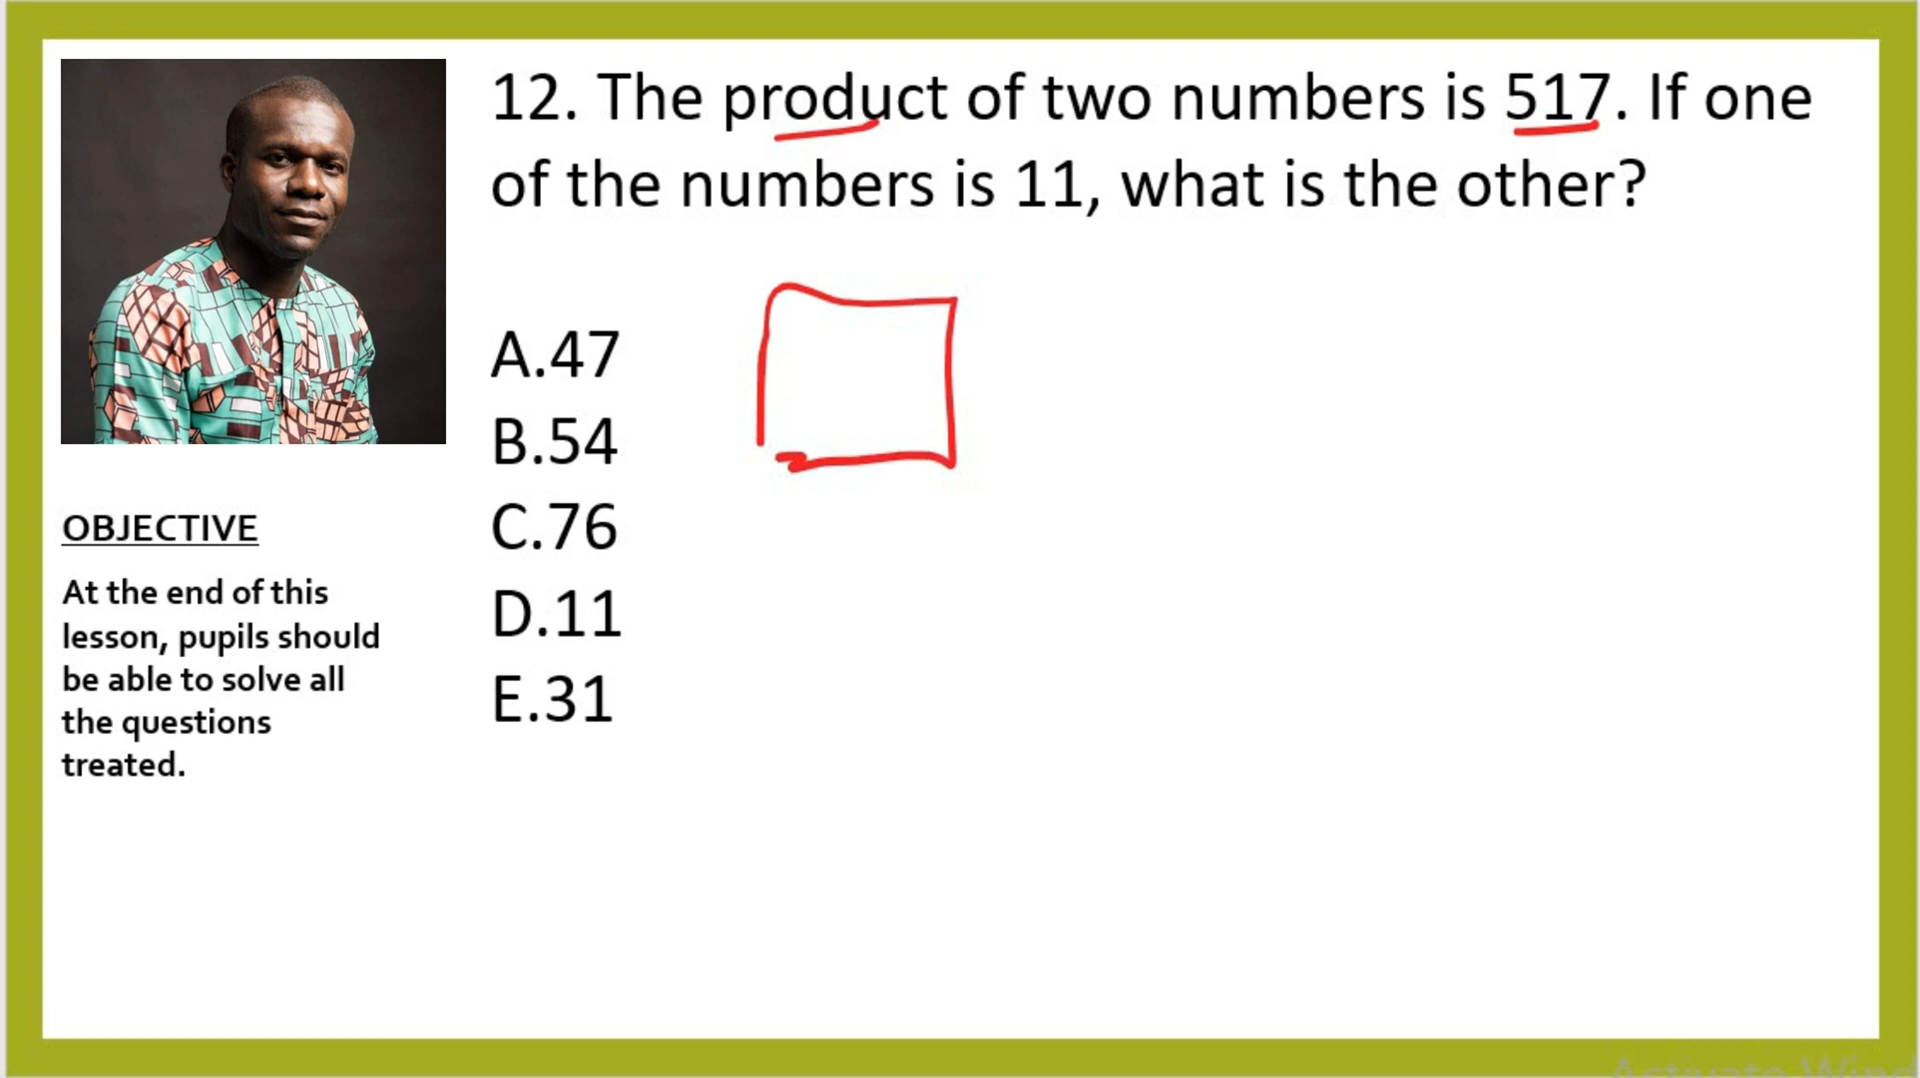 12. The product of two numbers is 517. If one
of the numbers is 11, what is the other?
A.47
B.54
C.76
D.11
E.31
OBJECTIVE
At the end of this
lesson, pupils should
be able to solve all
the questions
treated.